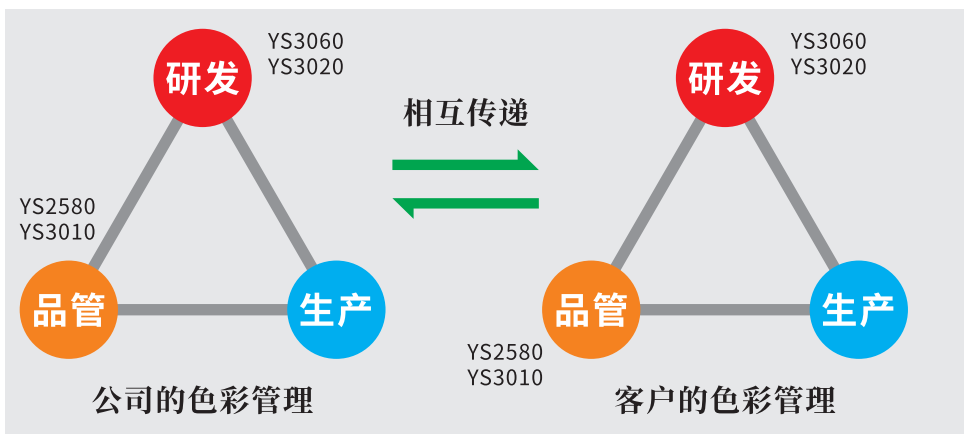 研发
YS3060
YS3020
YS2580
YS3010
品管
生产
公司的色彩管理
相互传递
研发
YS3060
YS3020
品管
生产
YS2580
YS3010
客户的色彩管理